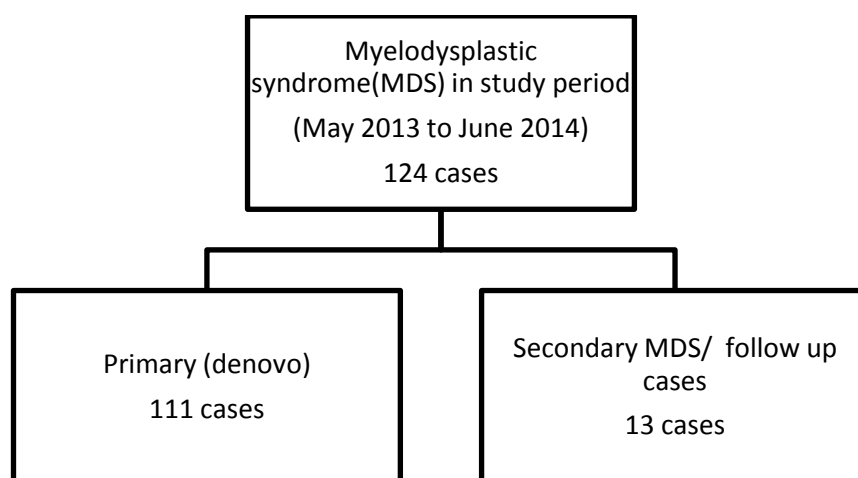 Myelodysplastic
syndrome(MDS) in study period
(May 2013 to June 2014)
124 cases
Primary (denovo)
111 cases
Secondary MDS/ follow up
cases
13 cases